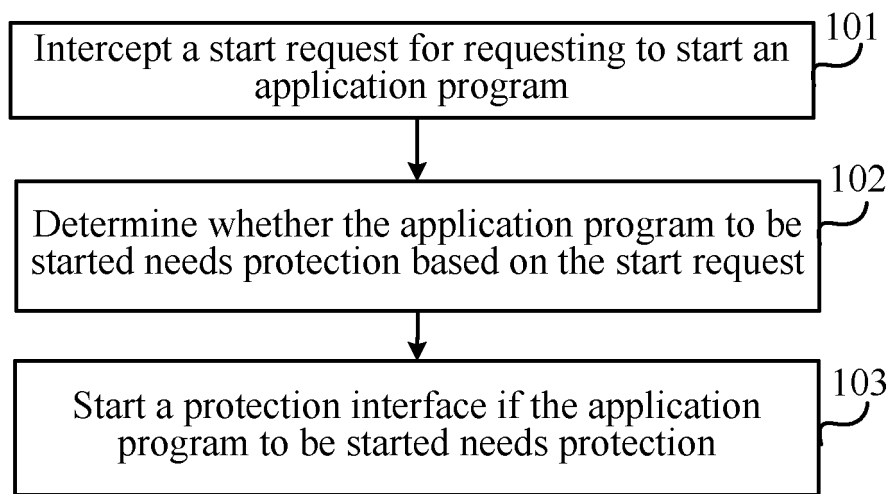 Intercept a start request for requesting to start an
application program
101
Determine whether the application program to be
started needs protection based on the start request
102
Start a protection interface if the application
program to be started needs protection
103